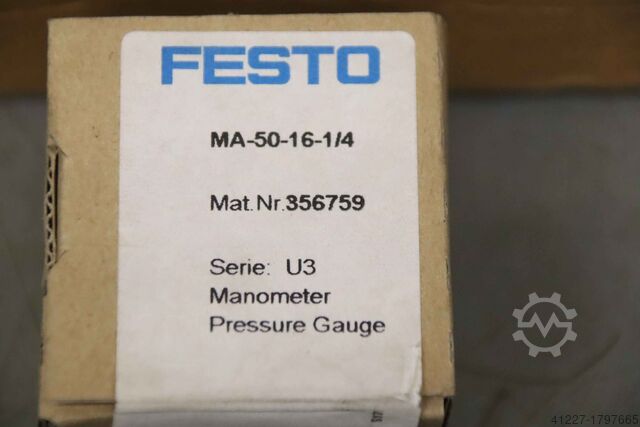 FESTO
MA-50-16-1/4
Mat.Nr.356759
Serie: U3
Manometer
Pressure Gauge
41227-1797665